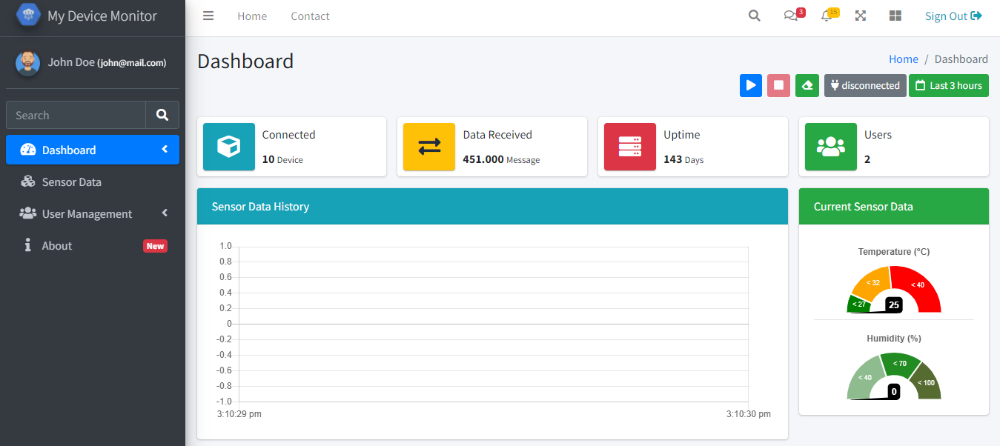 My Device Monitor
Home Contact 3 15 Sign Out
John Doe (john@mail.com)
Search
Dashboard
Sensor Data
User Management
About New
Dashboard
Home / Dashboard
disconnected Last 3 hours
Connected
10 Device
Data Received
451.000 Message
Uptime
143 Days
Users
2
Sensor Data History
1.0
0.8
0.6
0.4
0.2
0
-0.2
-0.4
-0.6
-0.8
-1.0
3:10:29 pm 3:10:30 pm
Current Sensor Data
Temperature (°C)
< 27 < 32 < 40
25
Humidity (%)
< 40 < 70 < 100
0